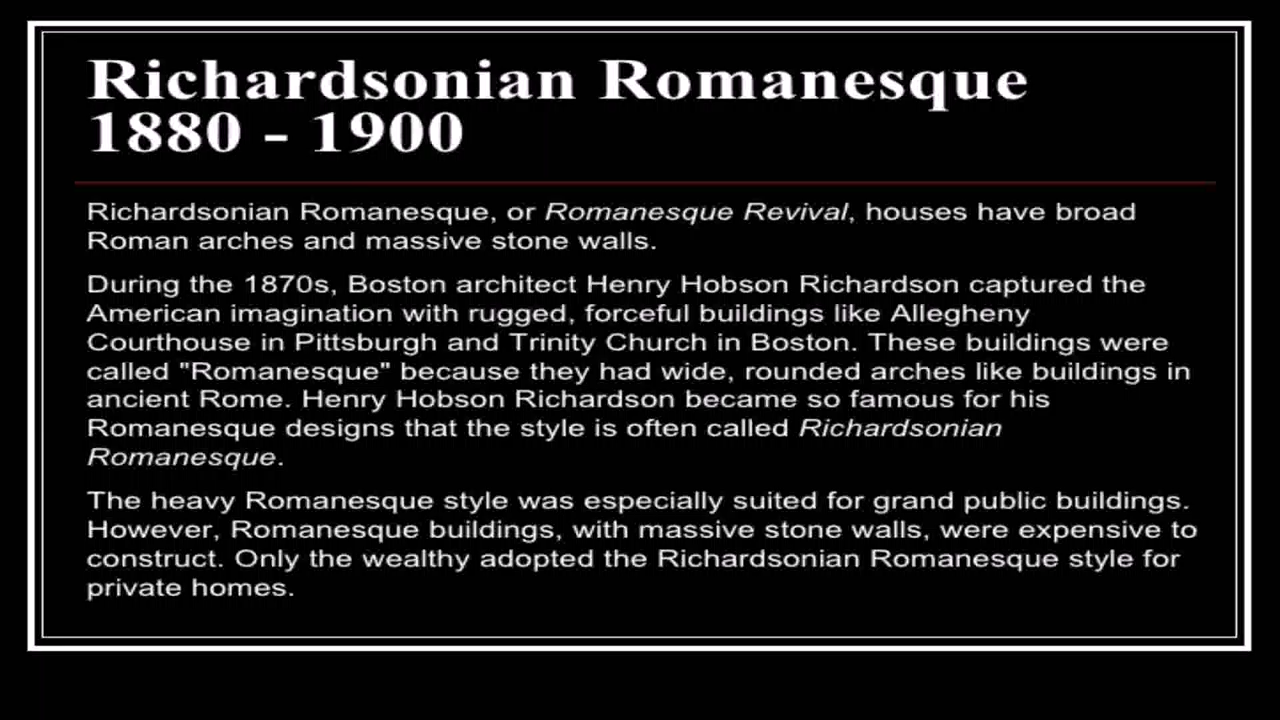 Richardsonian Romanesque
1880 - 1900
Richardsonian Romanesque, or Romanesque Revival, houses have broad
Roman arches and massive stone walls.
During the 1870s, Boston architect Henry Hobson Richardson captured the
American imagination with rugged, forceful buildings like Allegheny
Courthouse in Pittsburgh and Trinity Church in Boston. These buildings were
called "Romanesque" because they had wide, rounded arches like buildings in
ancient Rome. Henry Hobson Richardson became so famous for his
Romanesque designs that the style is often called Richardsonian
Romanesque.
The heavy Romanesque style was especially suited for grand public buildings.
However, Romanesque buildings, with massive stone walls, were expensive to
construct. Only the wealthy adopted the Richardsonian Romanesque style for
private homes.